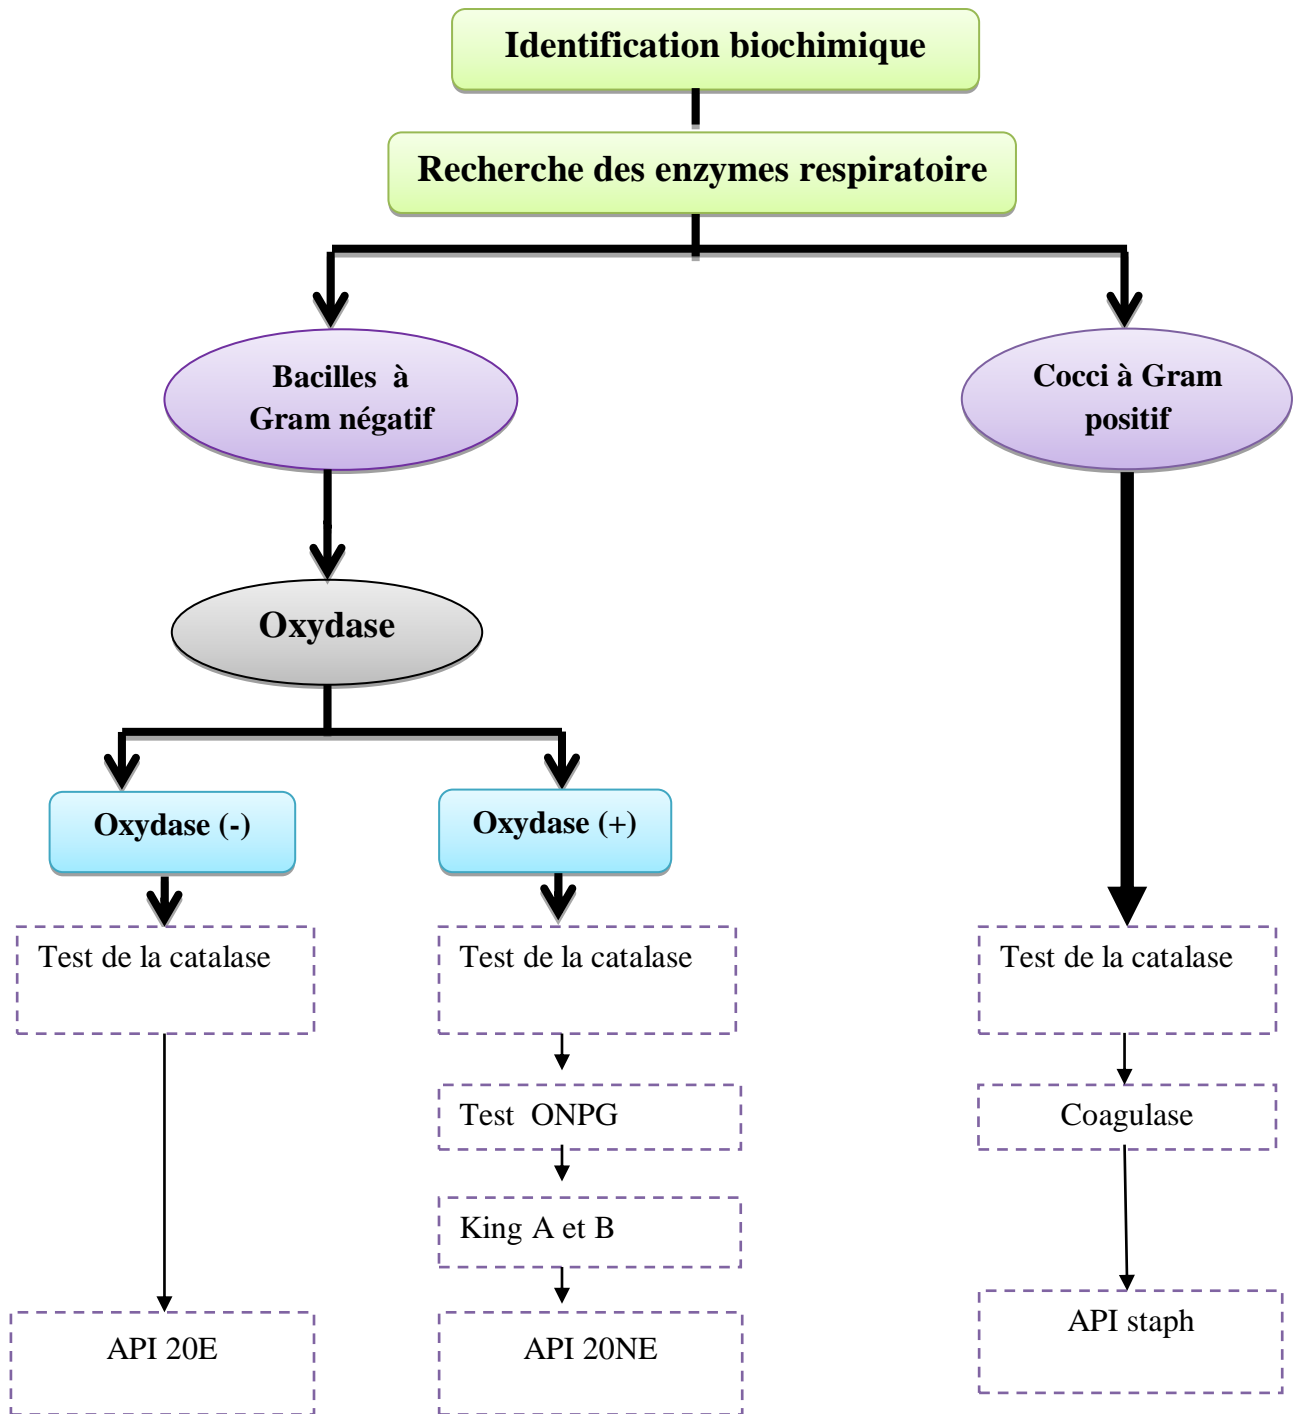 Identification biochimique
Recherche des enzymes respiratoire
Bacilles à
Gram négatif
Cocci à Gram
positif
Oxydase
Oxydase (-)
Oxydase (+)
Test de la catalase
Test de la catalase
Test de la catalase
Test ONPG
Coagulase
King A et B
API 20E
API 20NE
API staph